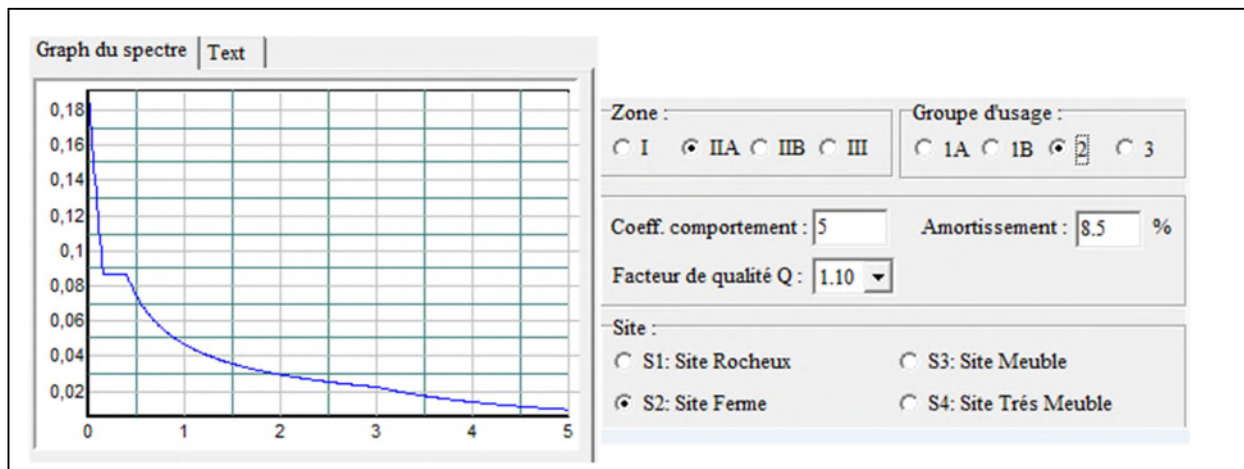 Graph du spectre Text
0,18
0,16
0,14
0,12
0,1
0,08
0,06
0,04
0,02
0 1 2 3 4 5
Zone :
I IIA IIB III
Groupe d'usage :
1A 1B 2 3
Coeff. comportement : 5 Amortissement : 8.5 %
Facteur de qualité Q : 1.10
Site :
S1: Site Rocheux S3: Site Meuble
S2: Site Ferme S4: Site Trés Meuble